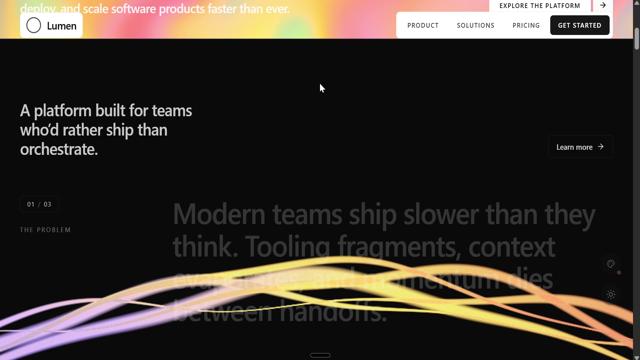 deploy, and scale software products faster than ever.
EXPLORE THE PLATFORM →
Lumen
PRODUCT SOLUTIONS PRICING GET STARTED
A platform built for teams
who'd rather ship than
orchestrate.
Learn more →
01 / 03
THE PROBLEM
Modern teams ship slower than they
think. Tooling fragments, context
evaporates, and momentum dies
between handoffs.